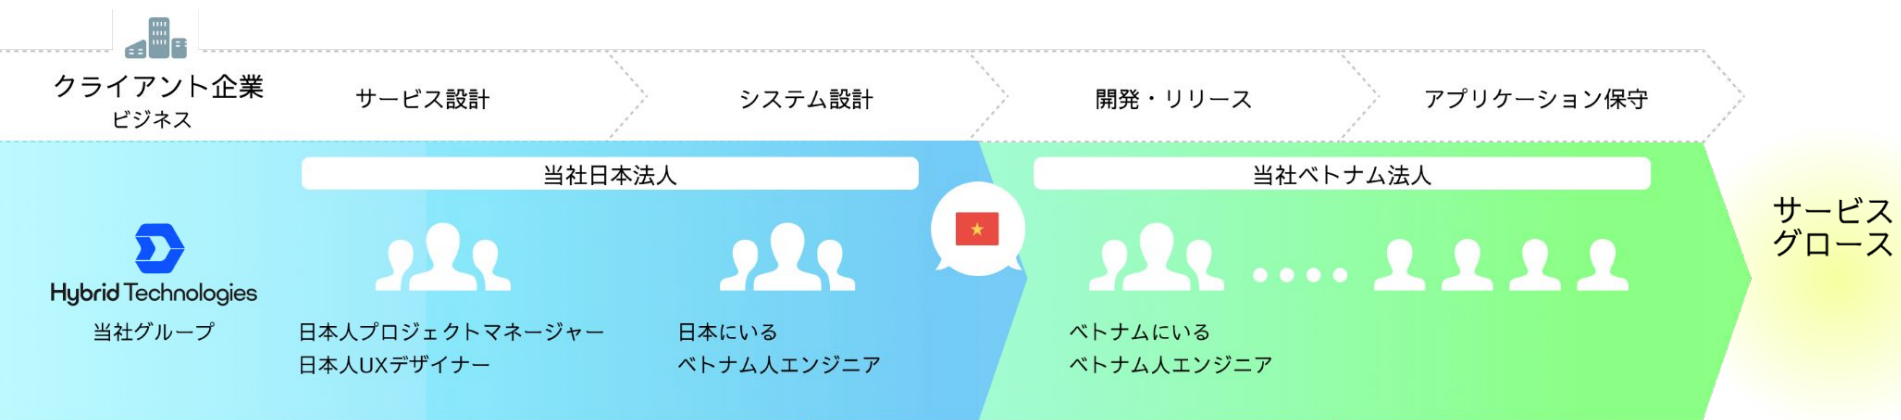 クライアント企業
ビジネス
サービス設計
システム設計
開発・リリース
アプリケーション保守
当社日本法人
当社ベトナム法人
サービス
グロース
Hybrid Technologies
当社グループ
日本人プロジェクトマネージャー
日本人UXデザイナー
日本にいる
ベトナム人エンジニア
ベトナムにいる
ベトナム人エンジニア